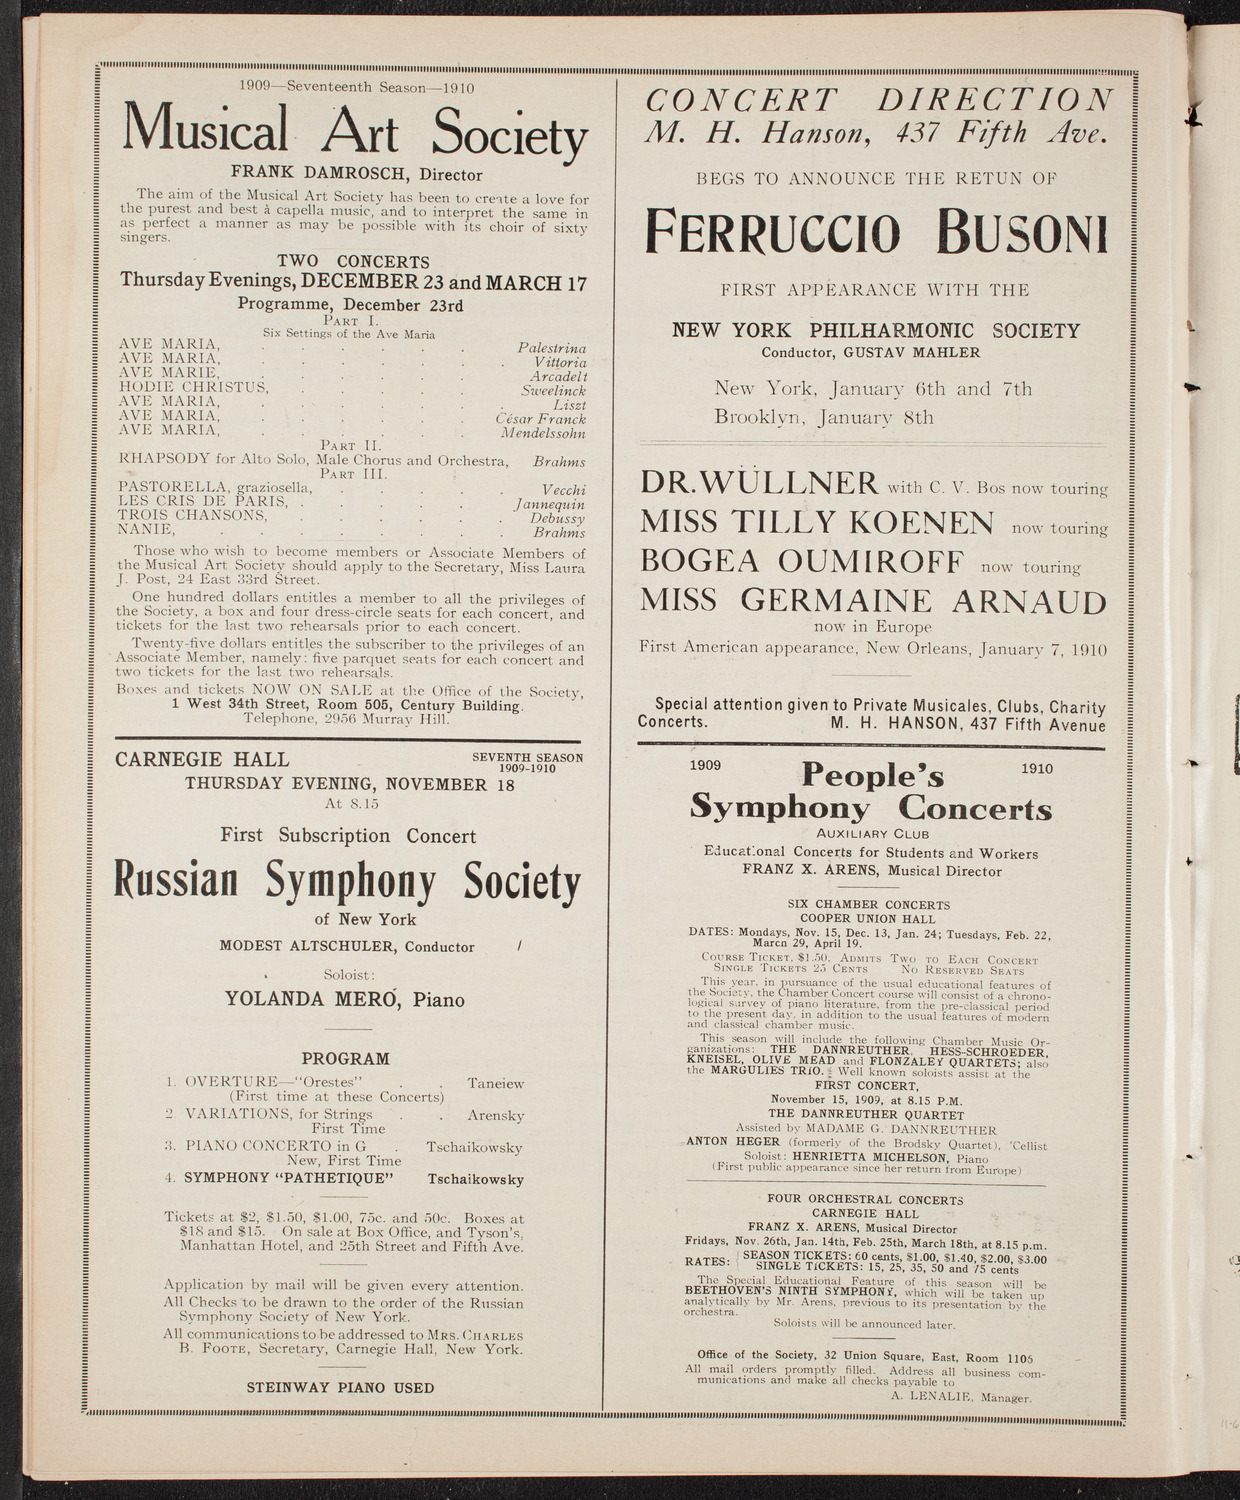 1909—Seventeenth Season—1910
Musical Art Society
FRANK DAMROSCH, Director
The aim of the Musical Art Society has been to create a love for
the purest and best à capella music, and to interpret the same in
as perfect a manner as may be possible with its choir of sixty
singers.
TWO CONCERTS
Thursday Evenings, DECEMBER 23 and MARCH 17
Programme, December 23rd
PART I.
Six Settings of the Ave Maria
AVE MARIA, . . . . . . Palestrina
AVE MARIA, . . . . . . Vittoria
AVE MARIE, . . . . . . Arcadelt
HODIE CHRISTUS, . . . . . Sweelinck
AVE MARIA, . . . . . . Liszt
AVE MARIA, . . . . . César Franck
AVE MARIA, . . . . . Mendelssohn
PART II.
RHAPSODY for Alto Solo, Male Chorus and Orchestra, Brahms
PART III.
PASTORELLA, graziosella, . . . . . Vecchi
LES CRIS DE PARIS, . . . . . Jannequin
TROIS CHANSONS, . . . . . Debussy
NANIE, . . . . . . . Brahms
Those who wish to become members or Associate Members of
the Musical Art Society should apply to the Secretary, Miss Laura
J. Post, 24 East 33rd Street.
One hundred dollars entitles a member to all the privileges of
the Society, a box and four dress-circle seats for each concert, and
tickets for the last two rehearsals prior to each concert.
Twenty-five dollars entitles the subscriber to the privileges of an
Associate Member, namely: five parquet seats for each concert and
two tickets for the last two rehearsals.
Boxes and tickets NOW ON SALE at the Office of the Society,
1 West 34th Street, Room 505, Century Building.
Telephone, 2956 Murray Hill.
CARNEGIE HALL SEVENTH SEASON
1909-1910
THURSDAY EVENING, NOVEMBER 18
At 8.15
First Subscription Concert
Russian Symphony Society
of New York
MODEST ALTSCHULER, Conductor
Soloist:
YOLANDA MERÓ, Piano
PROGRAM
1. OVERTURE—"Orestes" . . Taneiew
(First time at these Concerts)
2 VARIATIONS, for Strings . . Arensky
First Time
3. PIANO CONCERTO in G . Tschaikowsky
New, First Time
4. SYMPHONY "PATHETIQUE" Tschaikowsky
Tickets at $2, $1.50, $1.00, 75c. and 50c. Boxes at
$18 and $15. On sale at Box Office, and Tyson's,
Manhattan Hotel, and 25th Street and Fifth Ave.
Application by mail will be given every attention.
All Checks to be drawn to the order of the Russian
Symphony Society of New York.
All communications to be addressed to MRS. CHARLES
B. FOOTE, Secretary, Carnegie Hall, New York.
STEINWAY PIANO USED
CONCERT DIRECTION
M. H. Hanson, 437 Fifth Ave.
BEGS TO ANNOUNCE THE RETUN OF
FERRUCCIO BUSONI
FIRST APPEARANCE WITH THE
NEW YORK PHILHARMONIC SOCIETY
Conductor, GUSTAV MAHLER
New York, January 6th and 7th
Brooklyn, January 8th
DR. WÜLLNER with C. V. Bos now touring
MISS TILLY KOENEN now touring
BOGEA OUMIROFF now touring
MISS GERMAINE ARNAUD
now in Europe
First American appearance, New Orleans, January 7, 1910
Special attention given to Private Musicales, Clubs, Charity
Concerts. M. H. HANSON, 437 Fifth Avenue
1909 People's 1910
Symphony Concerts
AUXILIARY CLUB
Educational Concerts for Students and Workers
FRANZ X. ARENS, Musical Director
SIX CHAMBER CONCERTS
COOPER UNION HALL
DATES: Mondays, Nov. 15, Dec. 13, Jan. 24; Tuesdays, Feb. 22,
March 29, April 19.
COURSE TICKET, $1.50, ADMITS TWO TO EACH CONCERT
SINGLE TICKETS 25 CENTS NO RESERVED SEATS
This year, in pursuance of the usual educational features of
the Society, the Chamber Concert course will consist of a chrono-
logical survey of piano literature, from the pre-classical period
to the present day, in addition to the usual features of modern
and classical chamber music.
This season will include the following Chamber Music Or-
ganizations: THE DANNREUTHER, HESS-SCHROEDER,
KNEISEL, OLIVE MEAD and FLONZALEY QUARTETS; also
the MARGULIES TRIO. Well known soloists assist at the
FIRST CONCERT,
November 15, 1909, at 8.15 P.M.
THE DANNREUTHER QUARTET
Assisted by MADAME G. DANNREUTHER
ANTON HEGER (formerly of the Brodsky Quartet), 'Cellist
Soloist: HENRIETTA MICHELSON, Piano
(First public appearance since her return from Europe)
FOUR ORCHESTRAL CONCERTS
CARNEGIE HALL
FRANZ X. ARENS, Musical Director
Fridays, Nov. 26th, Jan. 14th, Feb. 25th, March 18th, at 8.15 p.m.
RATES: SEASON TICKETS: 60 cents, $1.00, $1.40, $2.00, $3.00
SINGLE TICKETS: 15, 25, 35, 50 and 75 cents
The Special Educational Feature of this season will be
BEETHOVEN'S NINTH SYMPHONY, which will be taken up
analytically by Mr. Arens, previous to its presentation by the
orchestra.
Soloists will be announced later.
Office of the Society, 32 Union Square, East, Room 1105
All mail orders promptly filled. Address all business com-
munications and make all checks payable to
A. LENALIE, Manager.